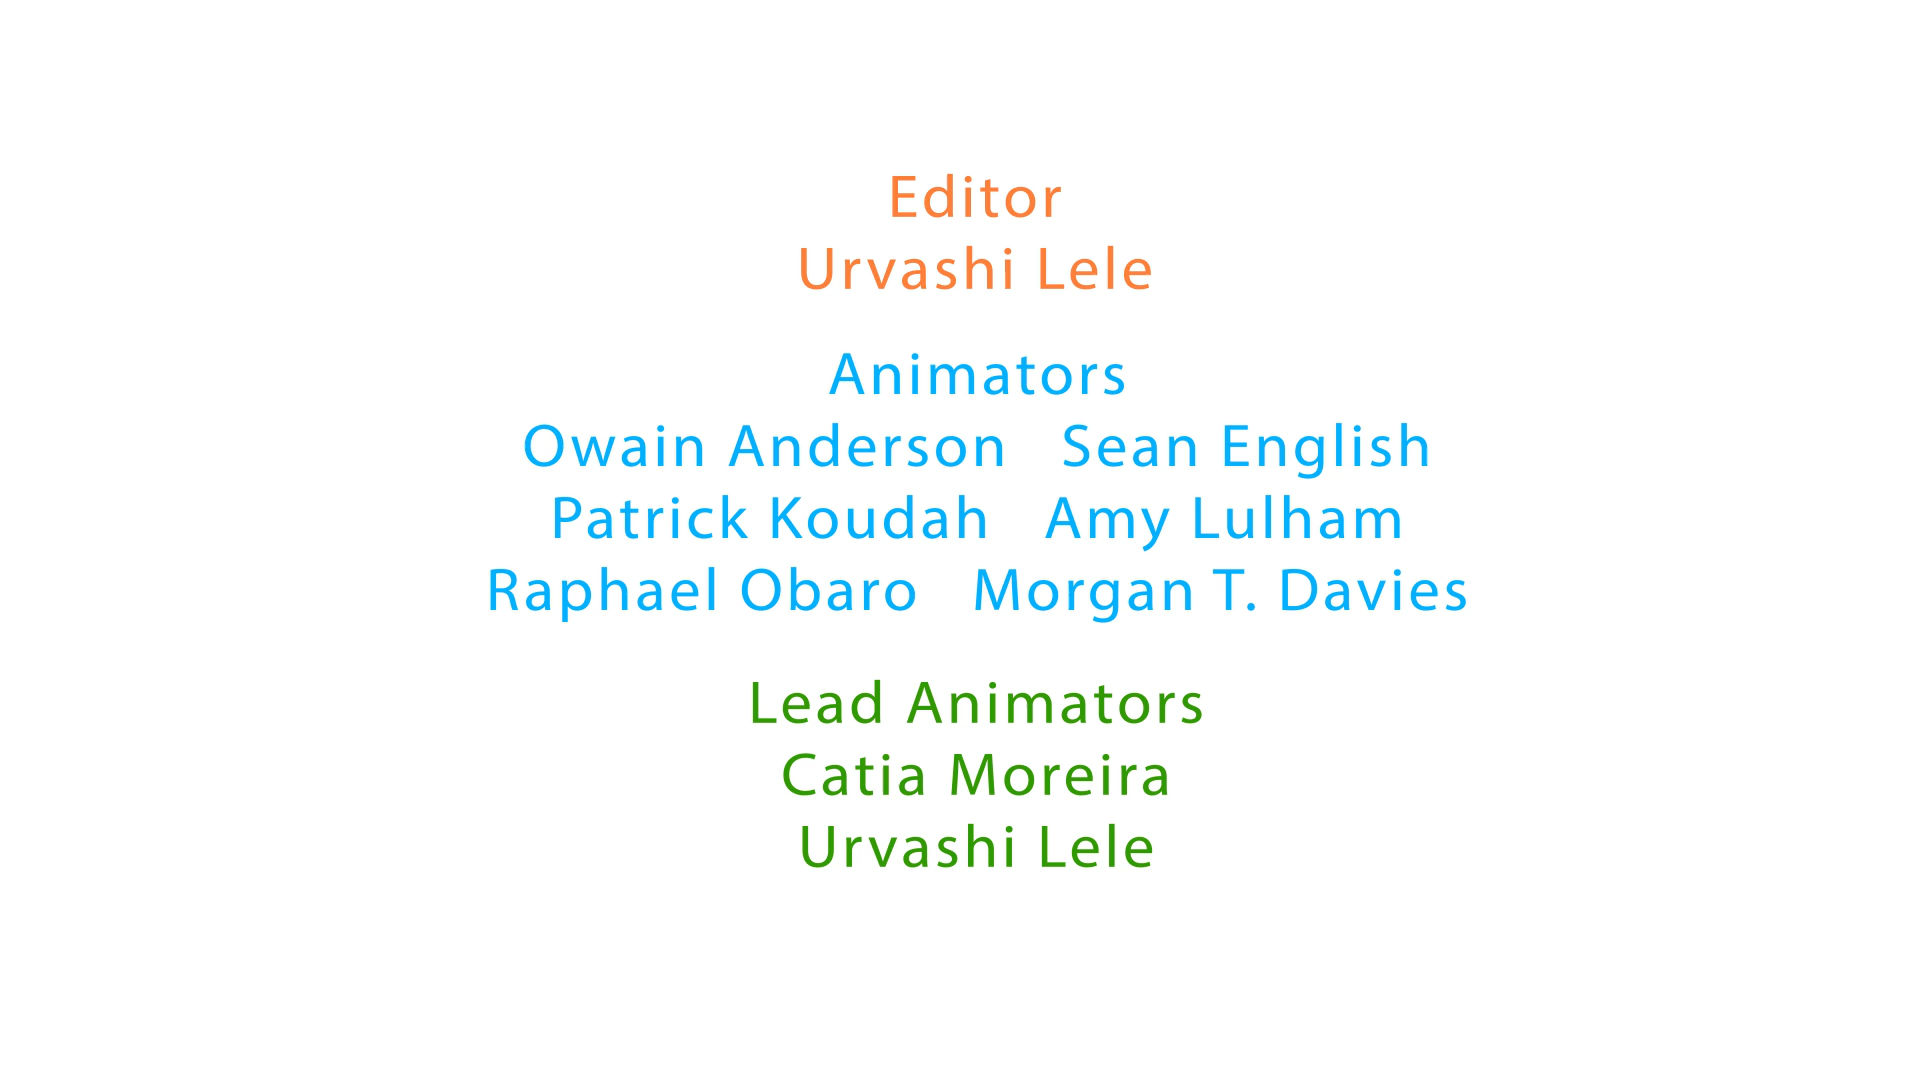 Editor
Urvashi Lele
Animators
Owain Anderson Sean English
Patrick Koudah Amy Lulham
Raphael Obaro Morgan T. Davies
Lead Animators
Catia Moreira
Urvashi Lele